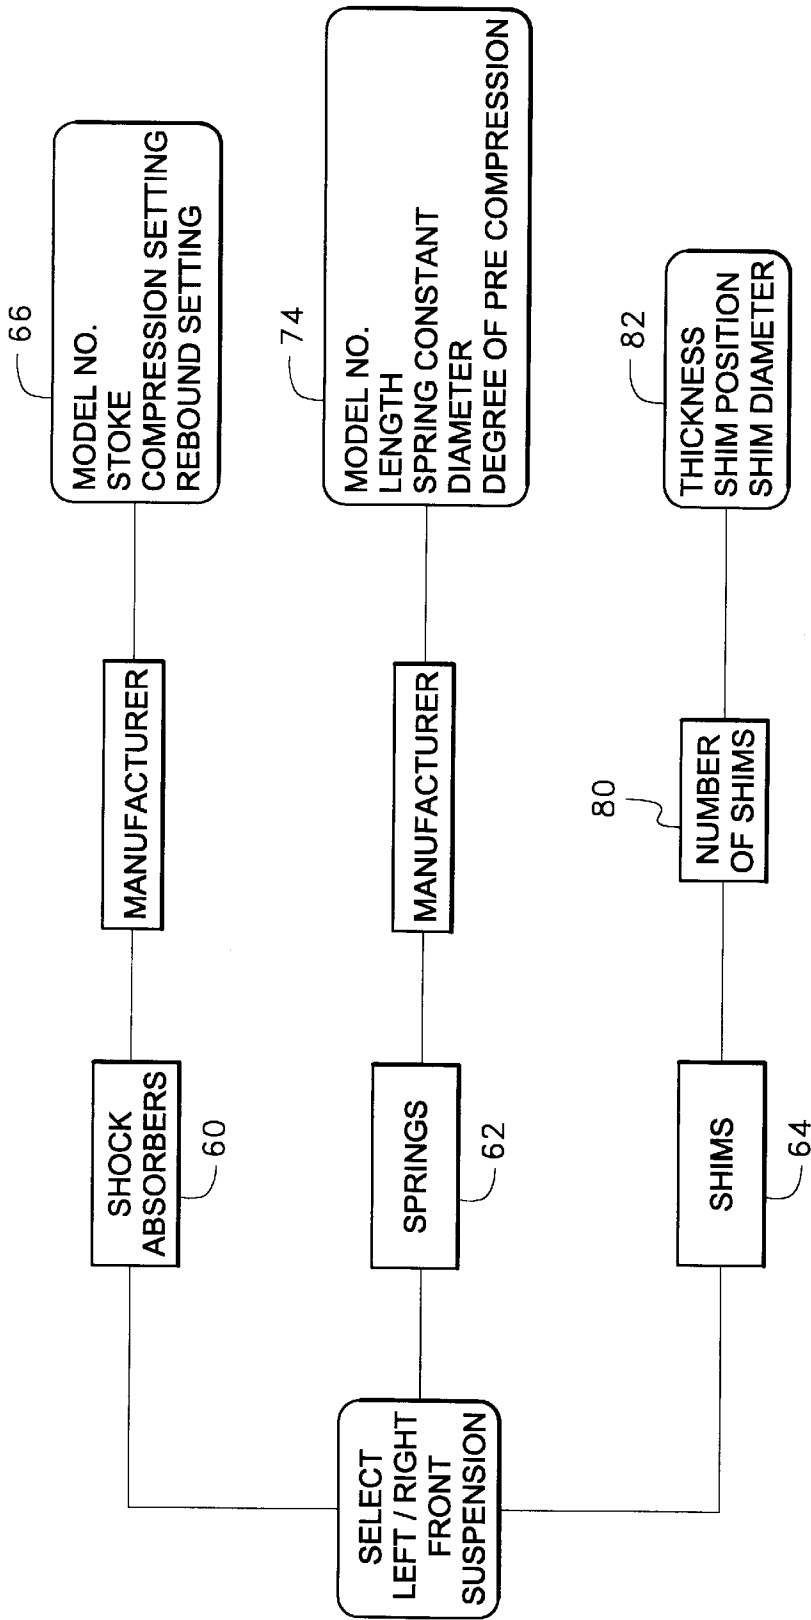 SELECT
LEFT / RIGHT
FRONT
SUSPENSION
SHOCK
ABSORBERS
60
MANUFACTURER
MODEL NO.
STOKE
COMPRESSION SETTING
REBOUND SETTING
66
SPRINGS
62
MANUFACTURER
MODEL NO.
LENGTH
SPRING CONSTANT
DIAMETER
DEGREE OF PRE COMPRESSION
74
SHIMS
64
NUMBER
OF SHIMS
80
THICKNESS
SHIM POSITION
SHIM DIAMETER
82